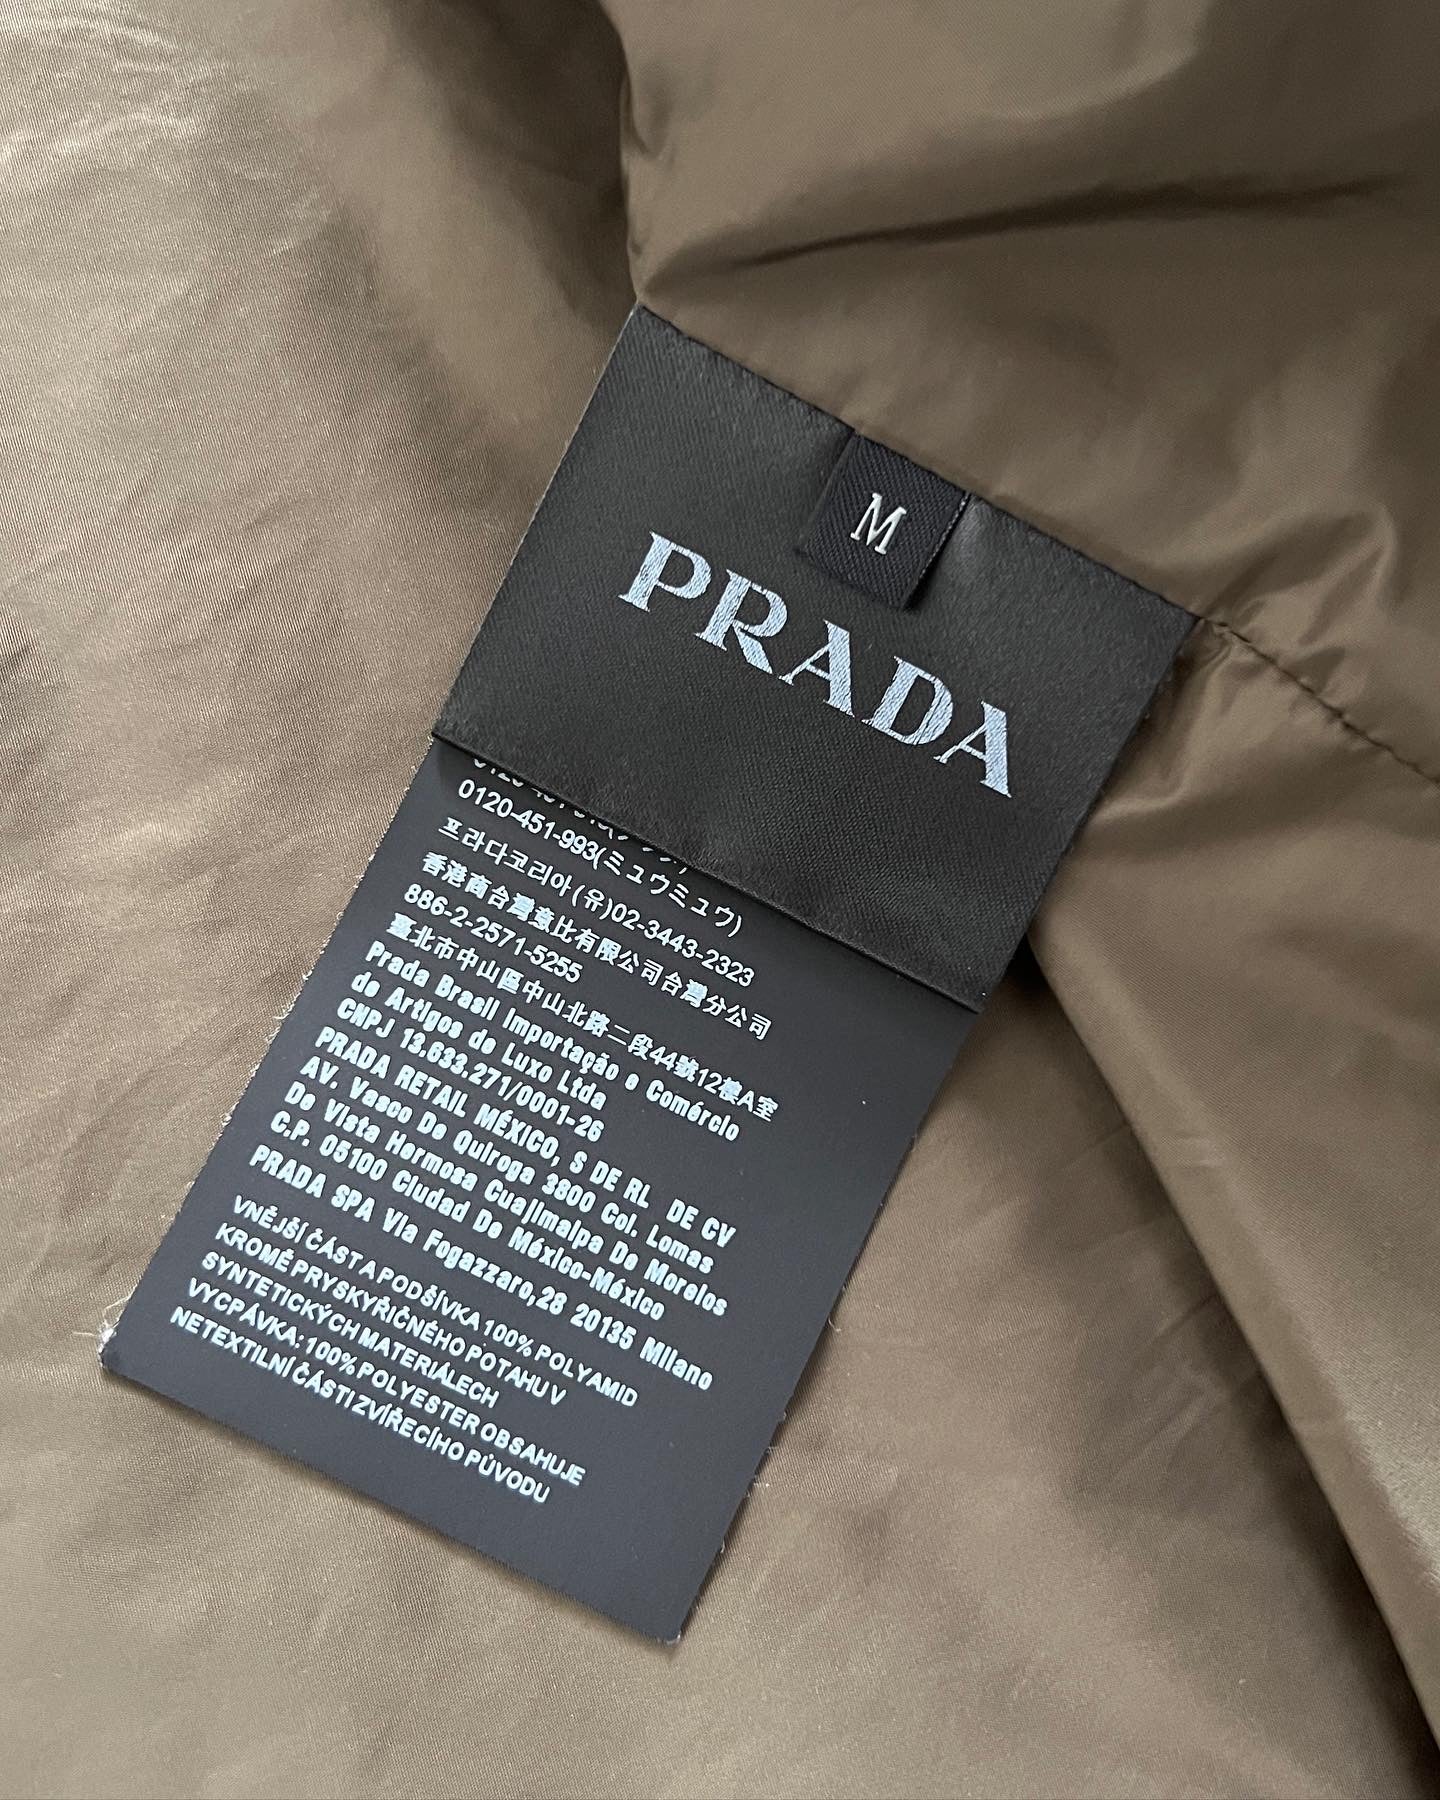 M
PRADA
0120-451-993(ミュウミュウ)
프라다코리아(유)02-3443-2323
香港商台灣意比有限公司台灣分公司
886-2-2571-5255
臺北市中山區中山北路二段44號12樓A室
Prada Brasil Importação e Comércio
de Artigos de Luxo Ltda
CNPJ 13.633.271/0001-26
PRADA RETAIL MÉXICO, S DE RL DE CV
AV. Vasco De Quiroga 3800 Col. Lomas
De Vista Hermosa Cuajimalpa De Morelos
C.P. 05100 Ciudad De México-México
PRADA SPA Via Fogazzaro,28 20135 Milano
VNĚJŠÍ ČÁST A PODŠÍVKA 100% POLYAMID
KROMĚ PRYSKYŘIČNÉHO POTAHU V
SYNTETICKÝCH MATERIÁLECH
VYCPÁVKA: 100% POLYESTER OBSAHUJE
NETEXTILNÍ ČÁSTI ZVÍŘECÍHO PŮVODU